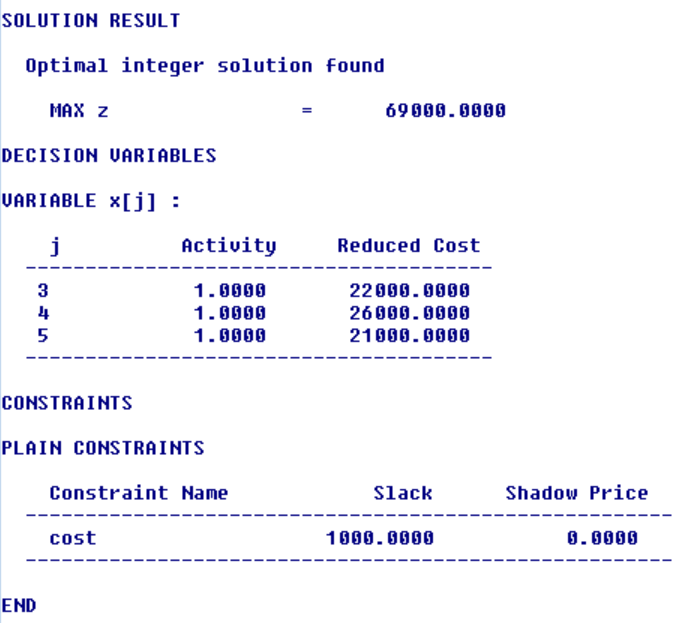 SOLUTION RESULT
Optimal integer solution found
MAX z = 69000.0000
DECISION VARIABLES
VARIABLE x[j] :
j Activity Reduced Cost
3 1.0000 22000.0000
4 1.0000 26000.0000
5 1.0000 21000.0000
CONSTRAINTS
PLAIN CONSTRAINTS
Constraint Name Slack Shadow Price
cost 1000.0000 0.0000
END